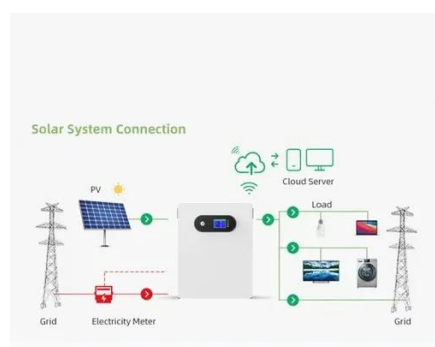 Solar System Connection
PV
Cloud Server
Load
Grid
Electricity Meter
Grid